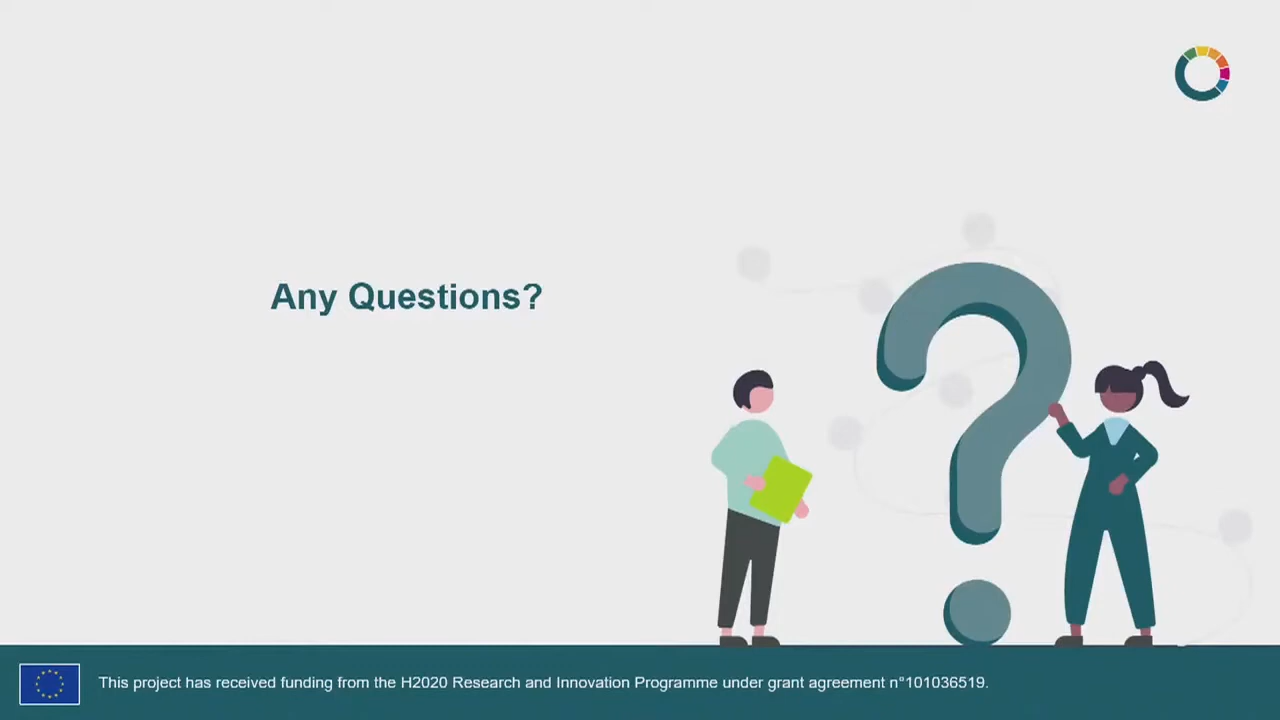 Any Questions?
This project has received funding from the H2020 Research and Innovation Programme under grant agreement n°101036519.